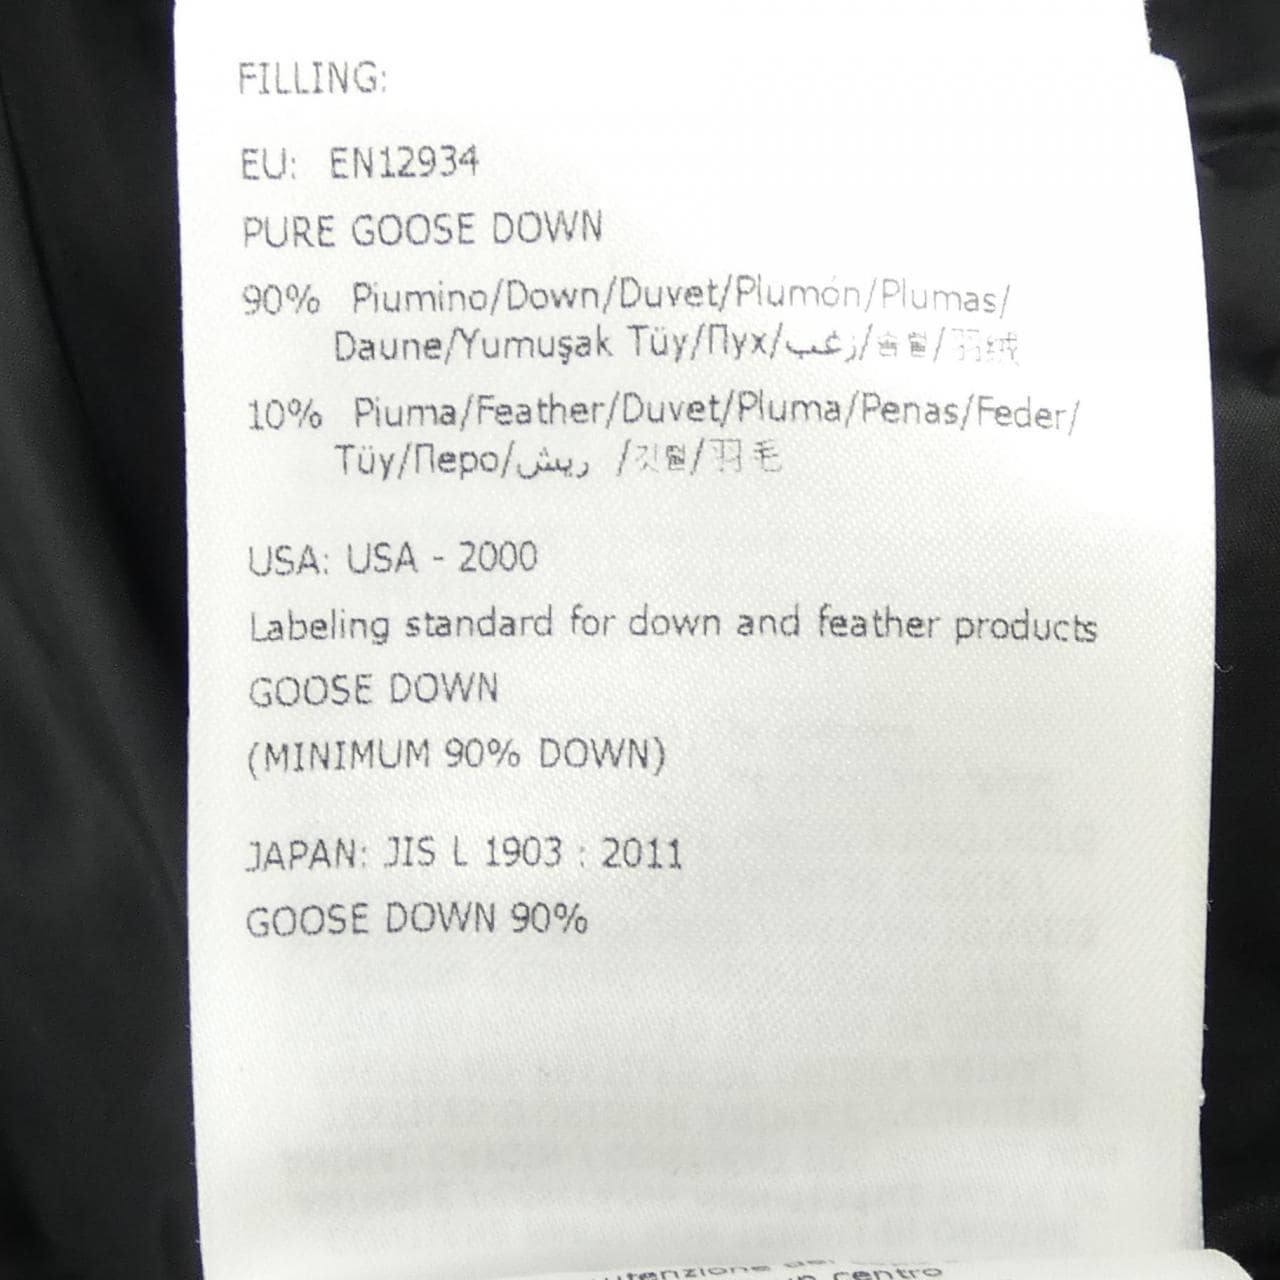 FILLING:
EU: EN12934
PURE GOOSE DOWN
90% Piumino/Down/Duvet/Plumón/Plumas/
Daune/Yumuşak Tüy/Пух/زغب/솜털/羽绒
10% Piuma/Feather/Duvet/Pluma/Penas/Feder/
Tüy/Перо/ريش /깃털/羽毛
USA: USA - 2000
Labeling standard for down and feather products
GOOSE DOWN
(MINIMUM 90% DOWN)
JAPAN: JIS L 1903 : 2011
GOOSE DOWN 90%
centro